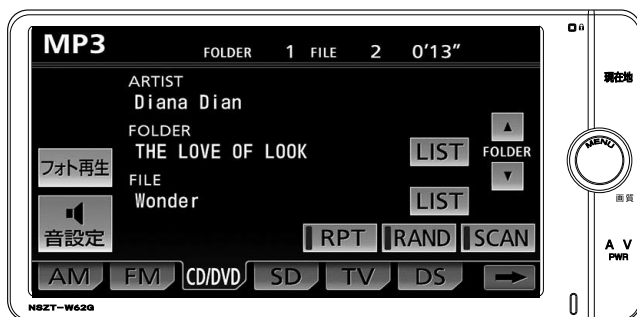 MP3 FOLDER 1 FILE 2 0'13"
ARTIST
Diana Dian
FOLDER
THE LOVE OF LOOK LIST ▲ FOLDER ▼
フォト再生
FILE
Wonder LIST
音設定
RPT RAND SCAN
AM FM CD/DVD SD TV DS
NSZT-W62G
現在地
MENU
画質
A V
PWR